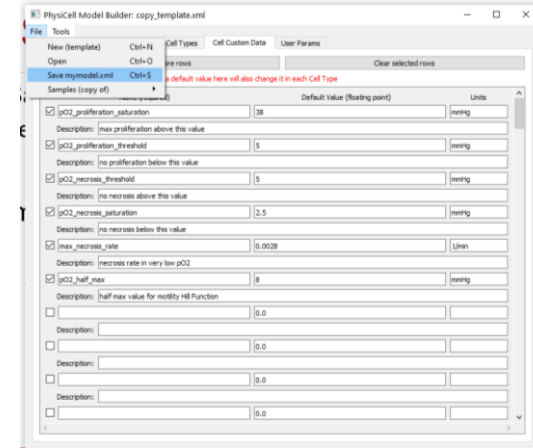 PhysiCell Model Builder: copy_template.xml
File Tools
New (template) Ctrl+N
Open Ctrl+O
Save mymodel.xml Ctrl+S
Samples (copy of)
Cell Types Cell Custom Data User Params
rows Clear selected rows
a default value here will also change it in each Cell Type
Default Value (floating point) Units
pO2_proliferation_saturation 38 mmHg
Description: max proliferation above this value
pO2_proliferation_threshold 5 mmHg
Description: no proliferation below this value
pO2_necrosis_threshold 5 mmHg
Description: no necrosis above this value
pO2_necrosis_saturation 2.5 mmHg
Description: no necrosis below this value
max_necrosis_rate 0.0028 1/min
Description: necrosis rate in very low pO2
pO2_half_max 8 mmHg
Description: half max value for motility Hill Function
0.0
Description:
0.0
Description:
0.0
Description:
0.0